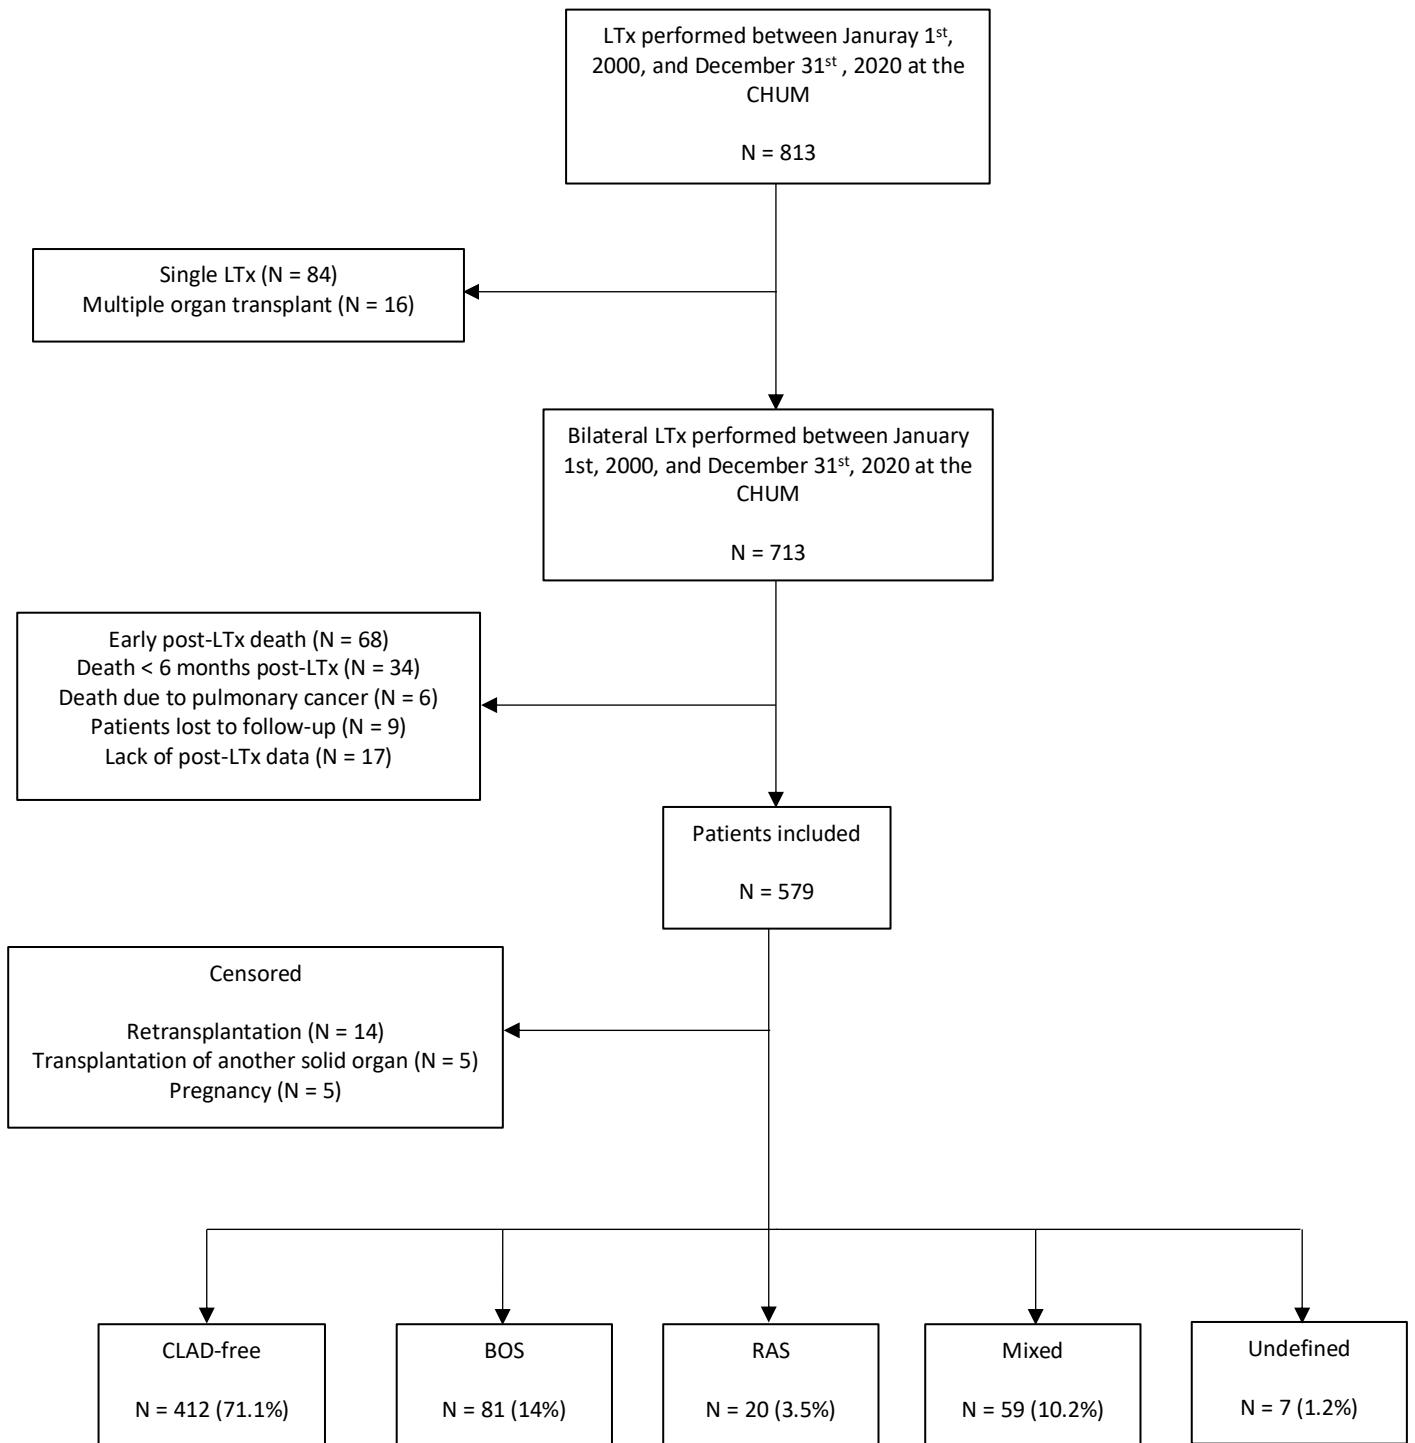 LTx performed between Januray 1st,
2000, and December 31st , 2020 at the
CHUM
N = 813
Single LTx (N = 84)
Multiple organ transplant (N = 16)
Bilateral LTx performed between January
1st, 2000, and December 31st, 2020 at the
CHUM
N = 713
Early post-LTx death (N = 68)
Death < 6 months post-LTx (N = 34)
Death due to pulmonary cancer (N = 6)
Patients lost to follow-up (N = 9)
Lack of post-LTx data (N = 17)
Patients included
N = 579
Censored
Retransplantation (N = 14)
Transplantation of another solid organ (N = 5)
Pregnancy (N = 5)
CLAD-free
N = 412 (71.1%)
BOS
N = 81 (14%)
RAS
N = 20 (3.5%)
Mixed
N = 59 (10.2%)
Undefined
N = 7 (1.2%)